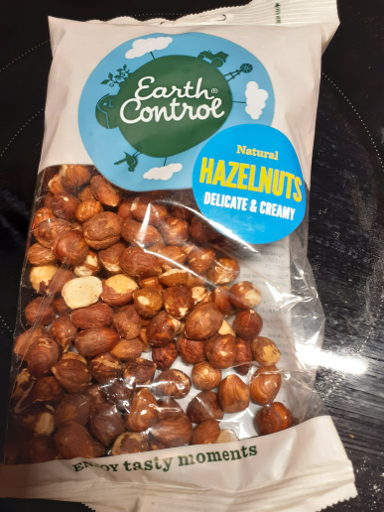 Earth
Control®
Natural
HAZELNUTS
DELICATE & CREAMY
ENJOY tasty moments